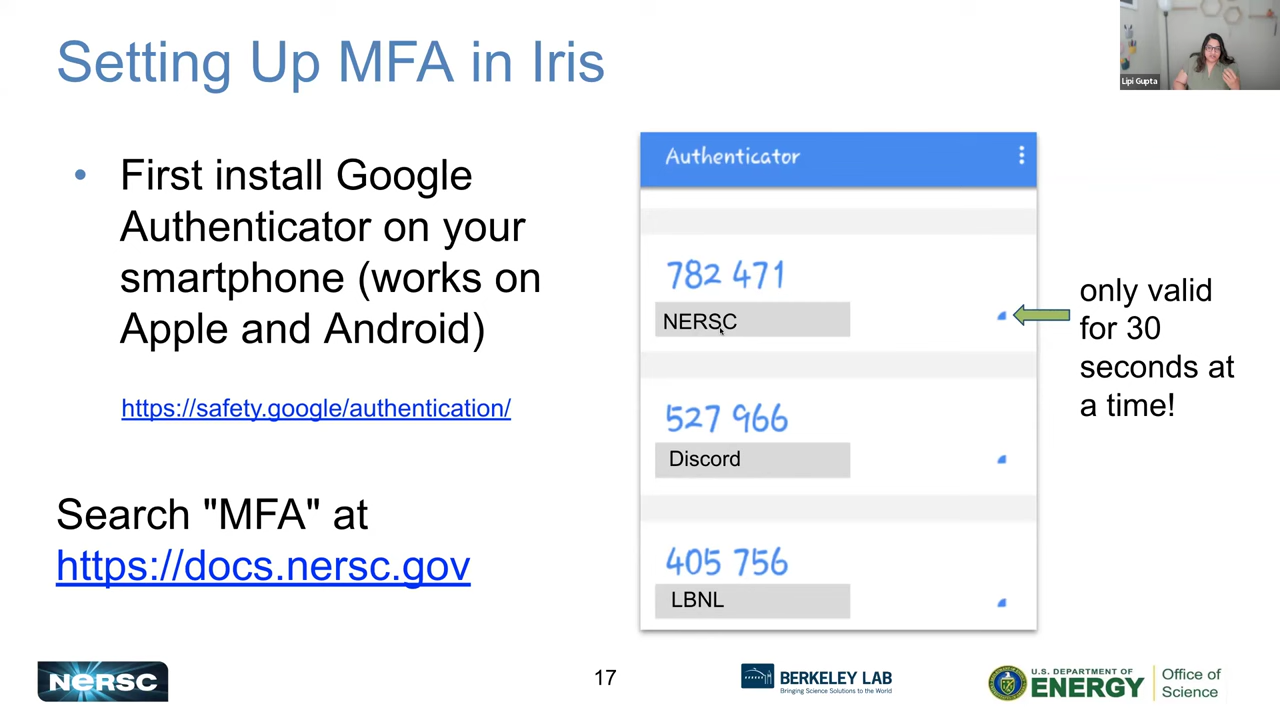 Setting Up MFA in Iris
Lipi Gupta
• First install Google
Authenticator on your
smartphone (works on
Apple and Android)
https://safety.google/authentication/
Search "MFA" at
https://docs.nersc.gov
Authenticator
782 471
NERSC
527 966
Discord
405 756
LBNL
only valid
for 30
seconds at
a time!
NERSC
17
BERKELEY LAB
Bringing Science Solutions to the World
U.S. DEPARTMENT OF
ENERGY
Office of
Science